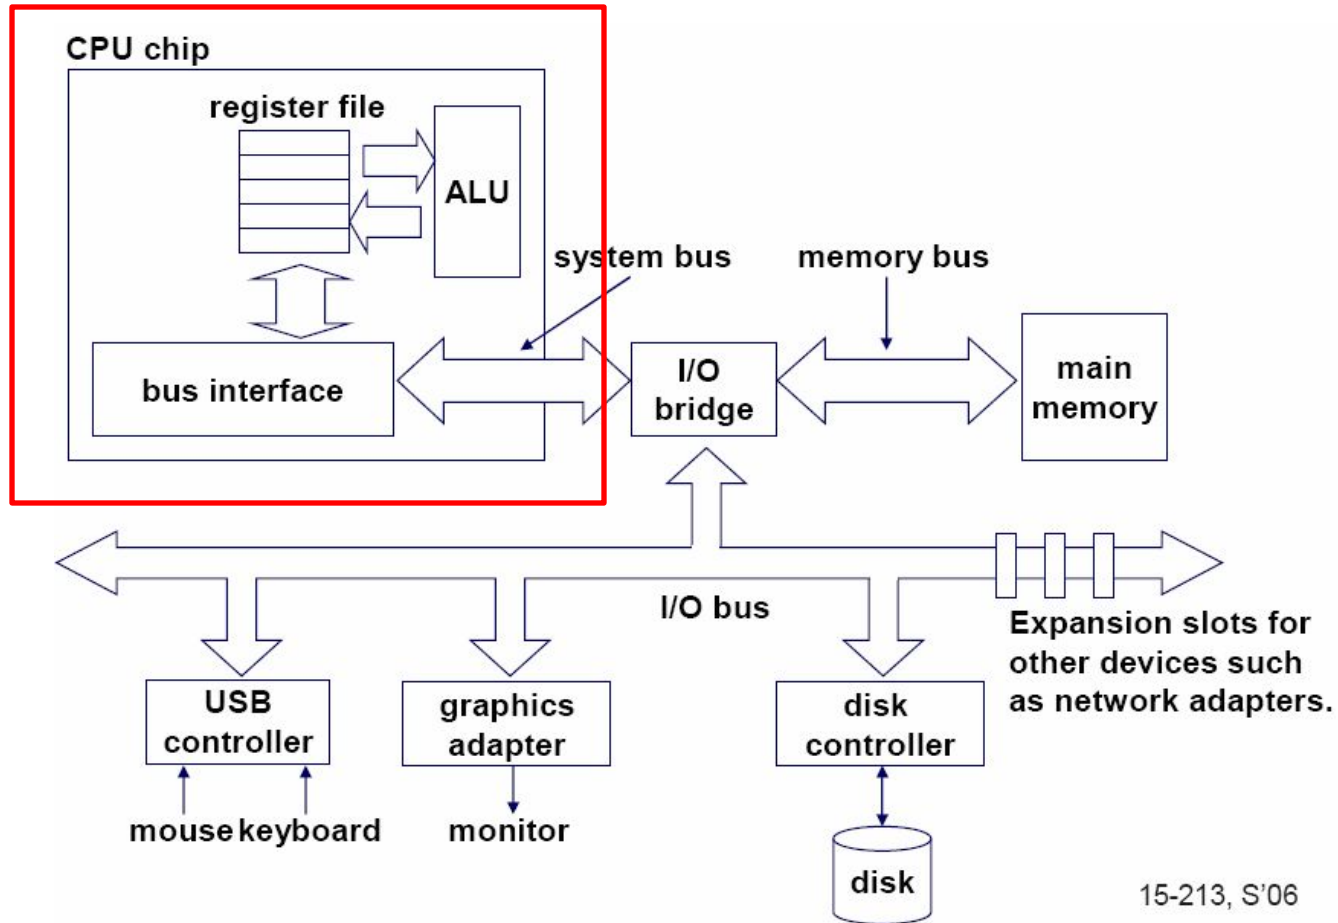 CPU chip
register file
ALU
system bus
memory bus
bus interface
I/O
bridge
main
memory
I/O bus
Expansion slots for
other devices such
as network adapters.
USB
controller
graphics
adapter
disk
controller
mouse
keyboard
monitor
disk
15-213, S'06